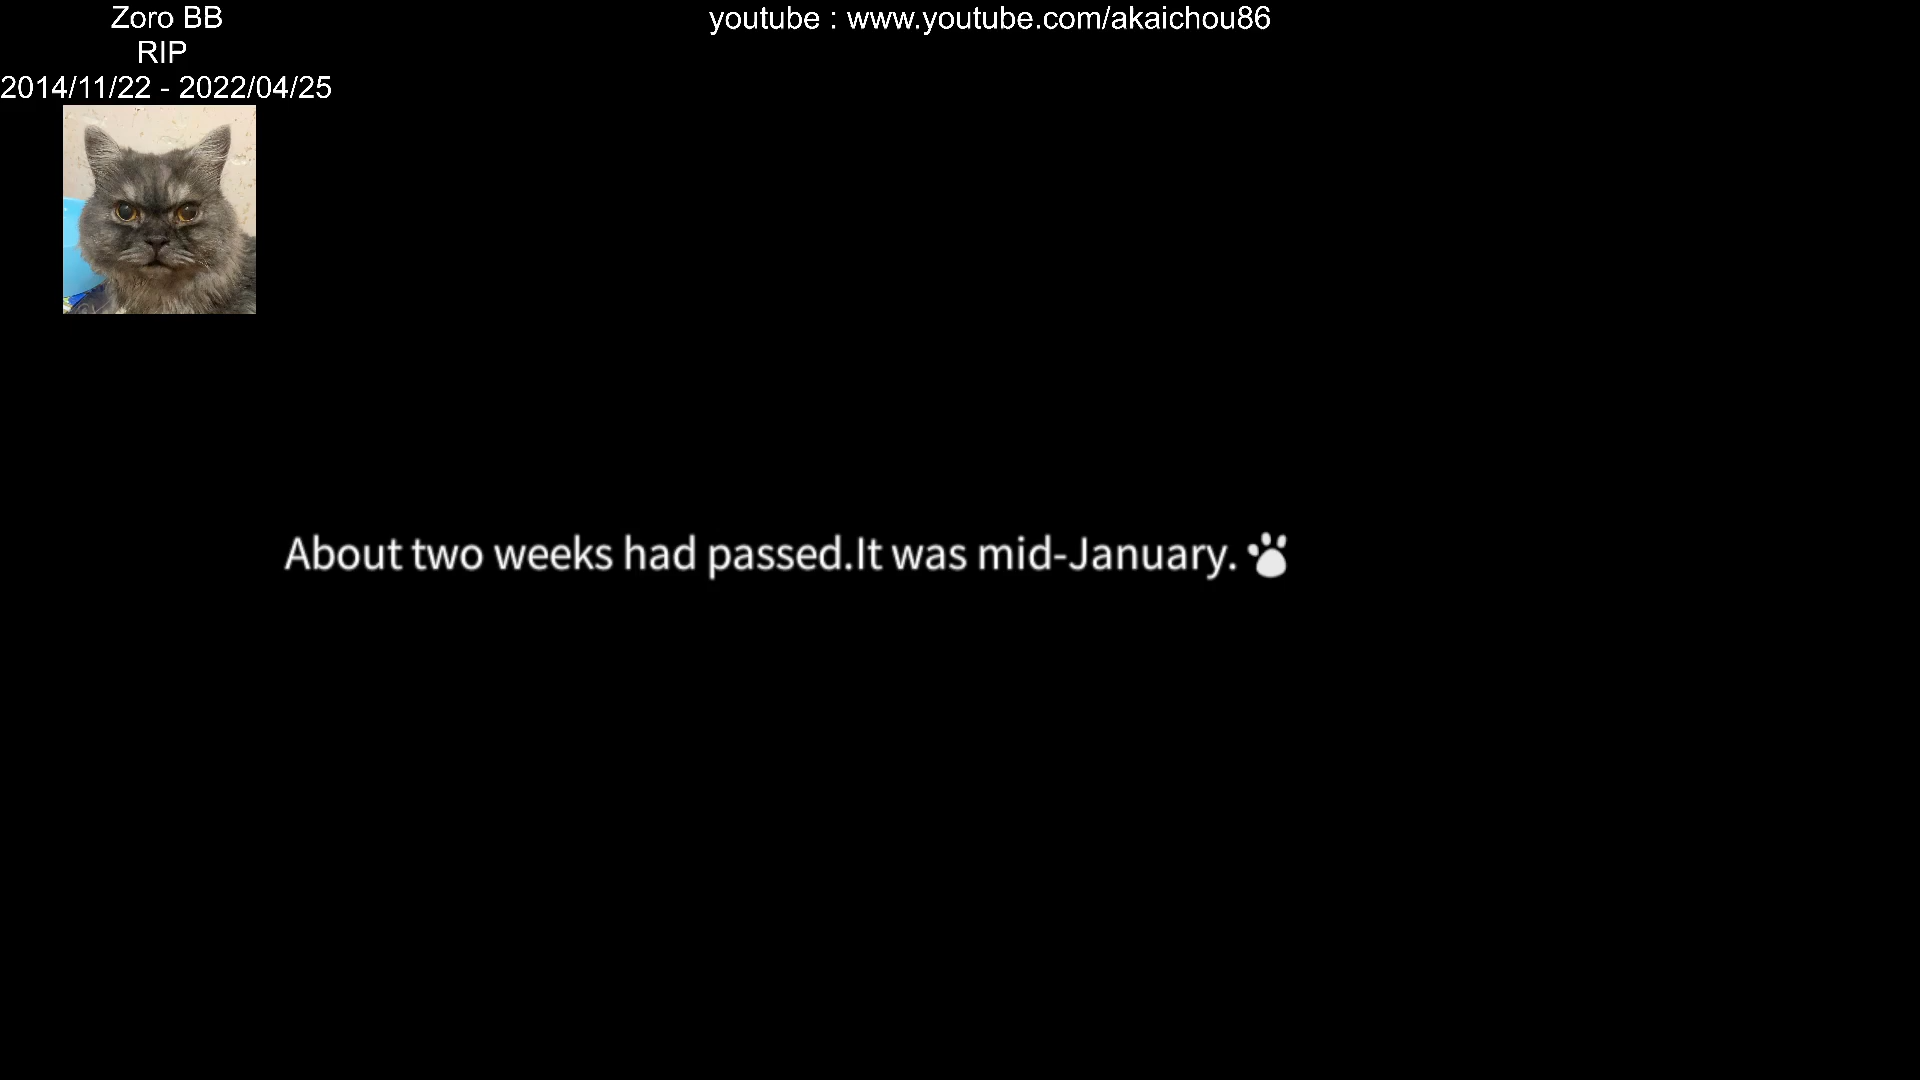 Zoro BB
RIP
2014/11/22 - 2022/04/25
youtube : www.youtube.com/akaichou86
About two weeks had passed.It was mid-January.